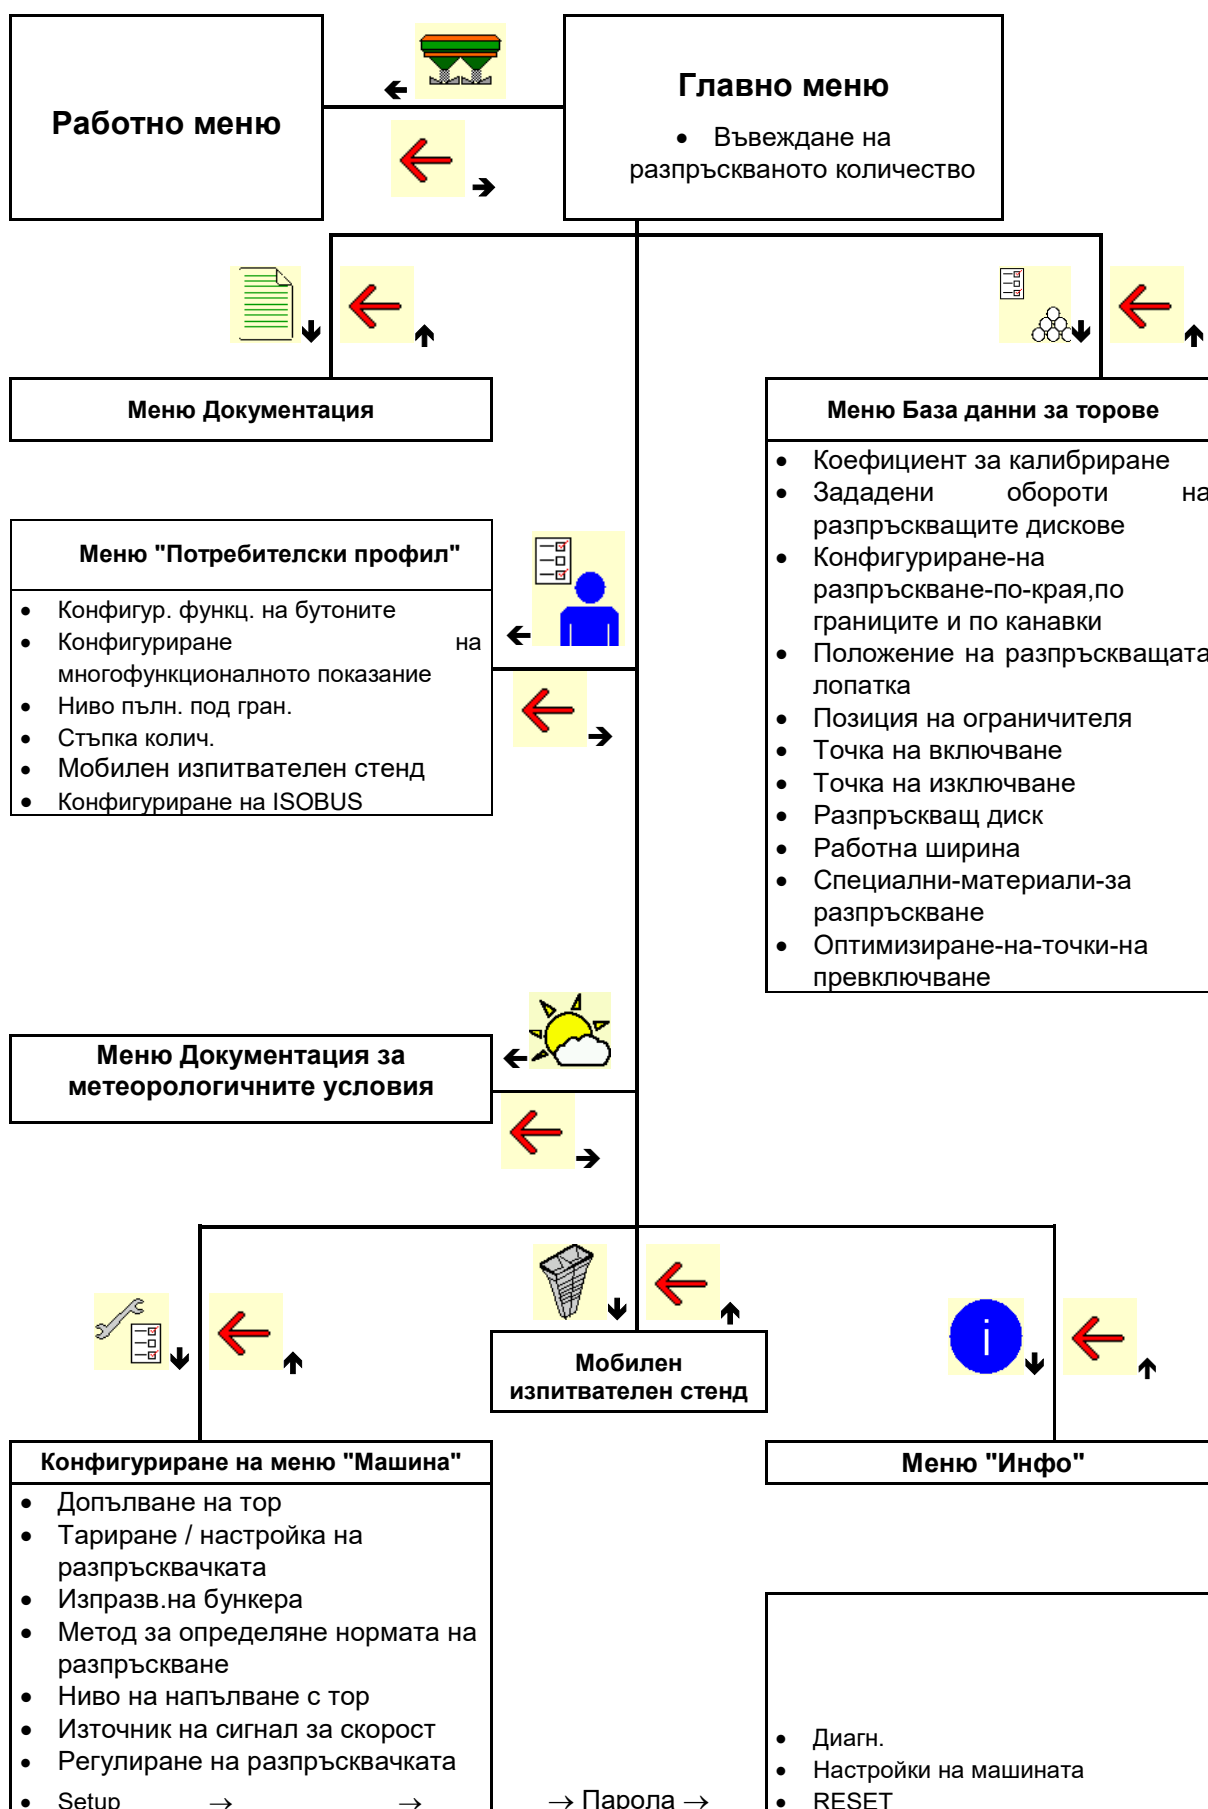 Работно меню
Главно меню
• Въвеждане на
разпръскваното количество
Меню Документация
Меню База данни за торове
• Коефициент за калибриране
• Зададени обороти на
разпръскващите дискове
• Конфигуриране-на
разпръскване-по-края,по
границите и по канавки
• Положение на разпръскващата
лопатка
• Позиция на ограничителя
• Точка на включване
• Точка на изключване
• Разпръскващ диск
• Работна ширина
• Специални-материали-за
разпръскване
• Оптимизиране-на-точки-на
превключване
Меню "Потребителски профил"
• Конфигур. функц. на бутоните
• Конфигуриране на
многофункционалното показание
• Ниво пълн. под гран.
• Стъпка колич.
• Мобилен изпитвателен стенд
• Конфигуриране на ISOBUS
Меню Документация за
метеорологичните условия
Мобилен
изпитвателен стенд
Конфигуриране на меню "Машина"
• Допълване на тор
• Тариране / настройка на
разпръсквачката
• Изпразв.на бункера
• Метод за определяне нормата на
разпръскване
• Ниво на напълване с тор
• Източник на сигнал за скорост
• Регулиране на разпръсквачката
• Setup → → → Парола →
Меню "Инфо"
• Диагн.
• Настройки на машината
• RESET